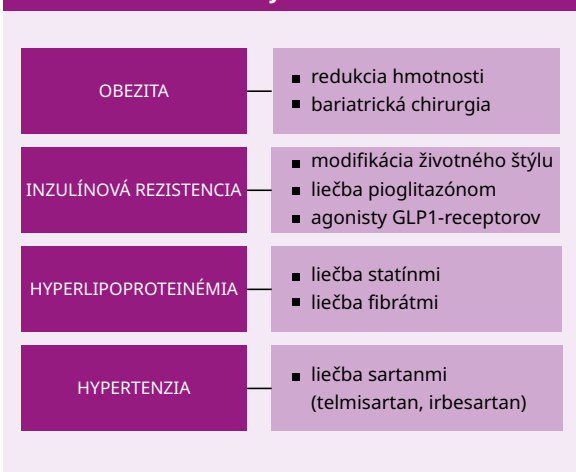 OBEZITA
▪ redukcia hmotnosti
▪ bariatrická chirurgia
INZULÍNOVÁ REZISTENCIA
▪ modifikácia životného štýlu
▪ liečba pioglitazónom
▪ agonisty GLP1-receptorov
HYPERLIPOPROTEINÉMIA
▪ liečba statínmi
▪ liečba fibrátmi
HYPERTENZIA
▪ liečba sartanmi
(telmisartan, irbesartan)